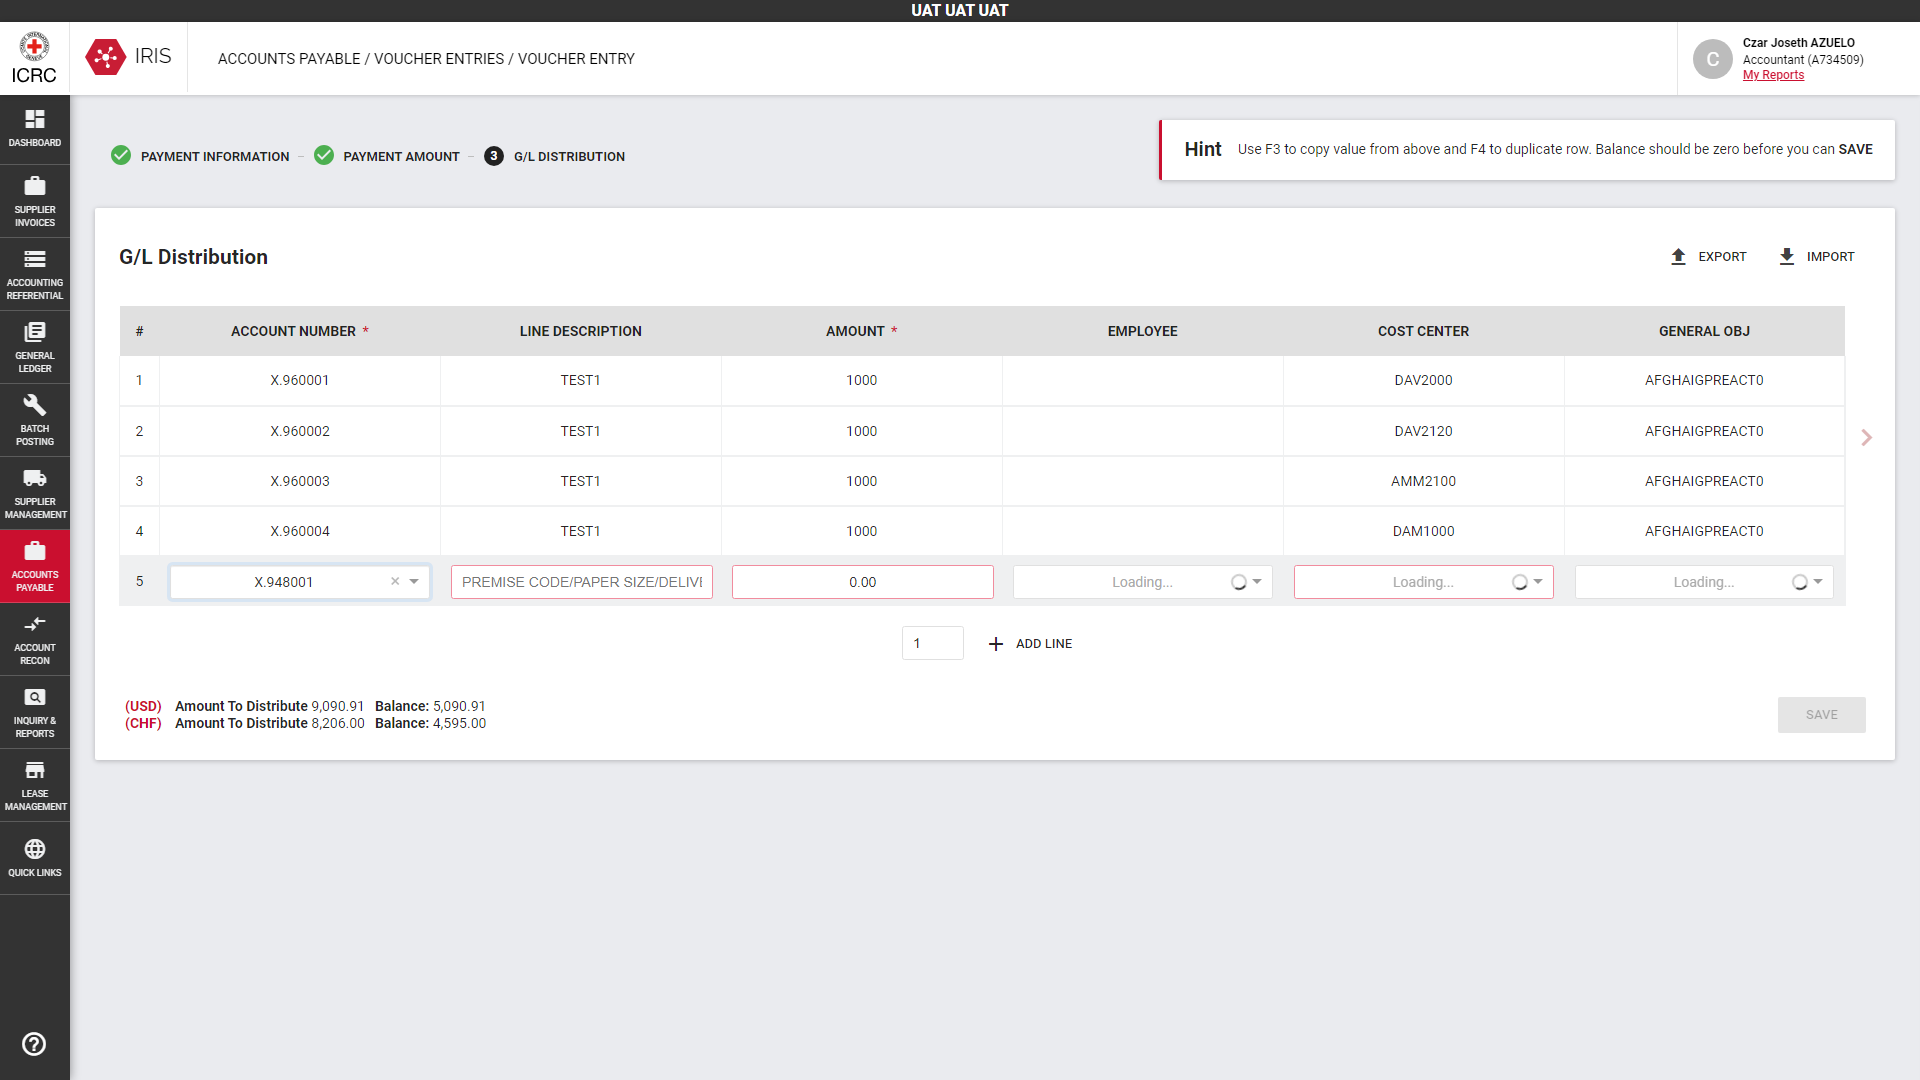 UAT UAT UAT
ICRC
IRIS
ACCOUNTS PAYABLE / VOUCHER ENTRIES / VOUCHER ENTRY
C
Czar Joseth AZUELO
Accountant (A734509)
My Reports
DASHBOARD
SUPPLIER
INVOICES
ACCOUNTING
REFERENTIAL
GENERAL
LEDGER
BATCH
POSTING
SUPPLIER
MANAGEMENT
ACCOUNTS
PAYABLE
ACCOUNT
RECON
INQUIRY &
REPORTS
LEASE
MANAGEMENT
QUICK LINKS
PAYMENT INFORMATION – PAYMENT AMOUNT – 3 G/L DISTRIBUTION
Hint Use F3 to copy value from above and F4 to duplicate row. Balance should be zero before you can SAVE
G/L Distribution
EXPORT IMPORT
# ACCOUNT NUMBER * LINE DESCRIPTION AMOUNT * EMPLOYEE COST CENTER GENERAL OBJ
1 X.960001 TEST1 1000 DAV2000 AFGHAIGPREACT0
2 X.960002 TEST1 1000 DAV2120 AFGHAIGPREACT0
3 X.960003 TEST1 1000 AMM2100 AFGHAIGPREACT0
4 X.960004 TEST1 1000 DAM1000 AFGHAIGPREACT0
5 X.948001 × PREMISE CODE/PAPER SIZE/DELIVE 0.00 Loading... Loading... Loading...
1 + ADD LINE
(USD) Amount To Distribute 9,090.91 Balance: 5,090.91
(CHF) Amount To Distribute 8,206.00 Balance: 4,595.00
SAVE